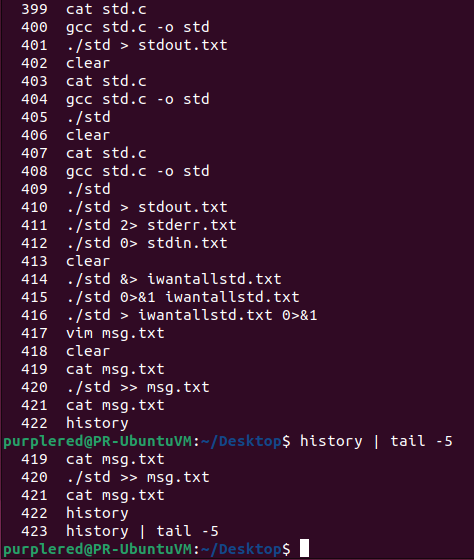 399 cat std.c
400 gcc std.c -o std
401 ./std > stdout.txt
402 clear
403 cat std.c
404 gcc std.c -o std
405 ./std
406 clear
407 cat std.c
408 gcc std.c -o std
409 ./std
410 ./std > stdout.txt
411 ./std 2> stderr.txt
412 ./std 0> stdin.txt
413 clear
414 ./std &> iwantallstd.txt
415 ./std 0>&1 iwantallstd.txt
416 ./std > iwantallstd.txt 0>&1
417 vim msg.txt
418 clear
419 cat msg.txt
420 ./std >> msg.txt
421 cat msg.txt
422 history
purplered@PR-UbuntuVM:~/Desktop$ history | tail -5
419 cat msg.txt
420 ./std >> msg.txt
421 cat msg.txt
422 history
423 history | tail -5
purplered@PR-UbuntuVM:~/Desktop$